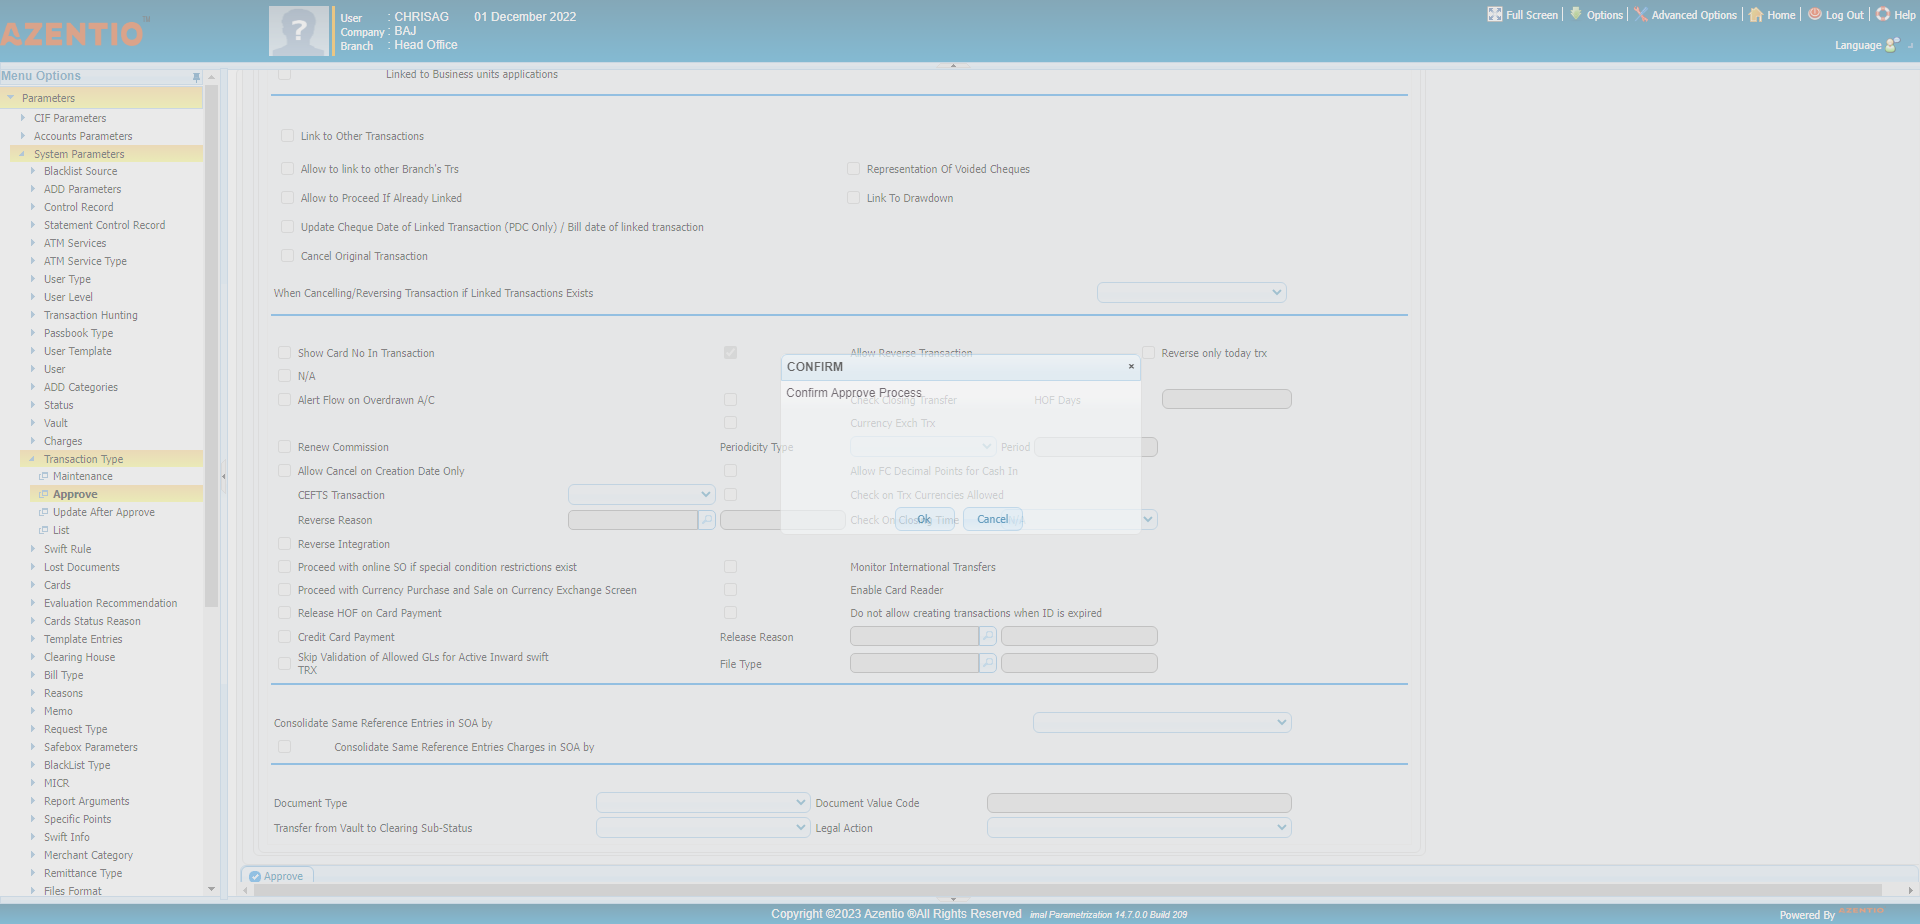 AZENTIO
User : CHRISAG 01 December 2022
Company : BAJ
Branch : Head Office
Full Screen Options Advanced Options Home Log Out Help
Language
Menu Options
Parameters
CIF Parameters
Accounts Parameters
System Parameters
Blacklist Source
ADD Parameters
Control Record
Statement Control Record
ATM Services
ATM Service Type
User Type
User Level
Transaction Hunting
Passbook Type
User Template
User
ADD Categories
Status
Vault
Charges
Transaction Type
Maintenance
Approve
Update After Approve
List
Swift Rule
Lost Documents
Cards
Evaluation Recommendation
Cards Status Reason
Template Entries
Clearing House
Bill Type
Reasons
Memo
Request Type
Safebox Parameters
BlackList Type
MICR
Report Arguments
Specific Points
Swift Info
Merchant Category
Remittance Type
Files Format
Linked to Business units applications
Link to Other Transactions
Allow to link to other Branch's Trs Representation Of Voided Cheques
Allow to Proceed If Already Linked Link To Drawdown
Update Cheque Date of Linked Transaction (PDC Only) / Bill date of linked transaction
Cancel Original Transaction
When Cancelling/Reversing Transaction if Linked Transactions Exists
Show Card No In Transaction Allow Reverse Transaction Reverse only today trx
N/A
Alert Flow on Overdrawn A/C Check Closing Transfer HOF Days
Currency Exch Trx
Renew Commission Periodicity Type Period
Allow Cancel on Creation Date Only Allow FC Decimal Points for Cash In
CEFTS Transaction Check on Trx Currencies Allowed
Reverse Reason Check On Closing Time N/A
Reverse Integration
Proceed with online SO if special condition restrictions exist Monitor International Transfers
Proceed with Currency Purchase and Sale on Currency Exchange Screen Enable Card Reader
Release HOF on Card Payment Do not allow creating transactions when ID is expired
Credit Card Payment Release Reason
Skip Validation of Allowed GLs for Active Inward swift
TRX
File Type
Consolidate Same Reference Entries in SOA by
Consolidate Same Reference Entries Charges in SOA by
Document Type Document Value Code
Transfer from Vault to Clearing Sub-Status Legal Action
CONFIRM
Confirm Approve Process
Ok Cancel
Approve
Copyright ©2023 Azentio ®All Rights Reserved imal Parametrization 14.7.0.0 Build 209
Powered By AZENTIO